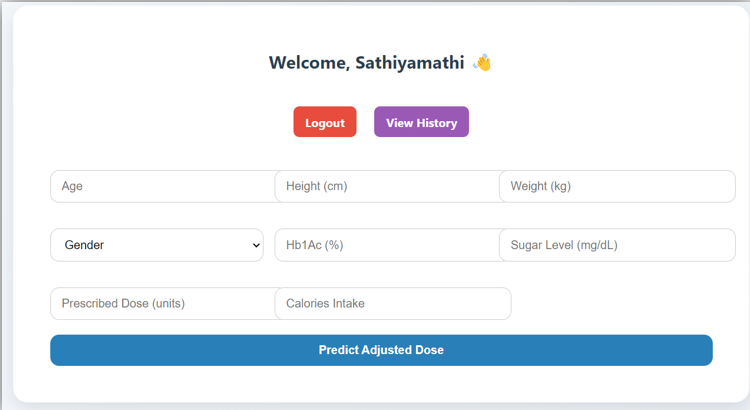 Welcome, Sathiyamathi 👋
Logout View History
Age Height (cm) Weight (kg)
Gender Hb1Ac (%) Sugar Level (mg/dL)
Prescribed Dose (units) Calories Intake
Predict Adjusted Dose